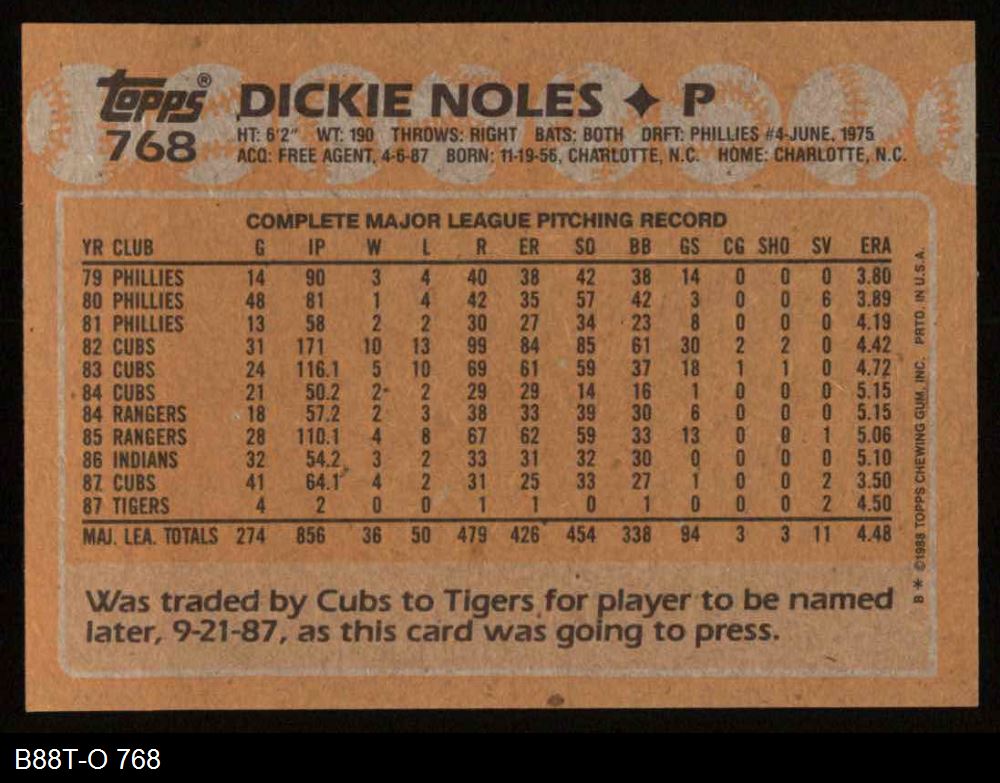 topps® DICKIE NOLES ✦ P
768 HT: 6'2" WT: 190 THROWS: RIGHT BATS: BOTH DRFT: PHILLIES #4-JUNE, 1975
ACQ: FREE AGENT, 4-6-87 BORN: 11-19-56, CHARLOTTE, N.C. HOME: CHARLOTTE, N.C.
COMPLETE MAJOR LEAGUE PITCHING RECORD
YR CLUB G IP W L R ER SO BB GS CG SHO SV ERA
79 PHILLIES 14 90 3 4 40 38 42 38 14 0 0 0 3.80
80 PHILLIES 48 81 1 4 42 35 57 42 3 0 0 6 3.89
81 PHILLIES 13 58 2 2 30 27 34 23 8 0 0 0 4.19
82 CUBS 31 171 10 13 99 84 85 61 30 2 2 0 4.42
83 CUBS 24 116.1 5 10 69 61 59 37 18 1 1 0 4.72
84 CUBS 21 50.2 2 2 29 29 14 16 1 0 0 0 5.15
84 RANGERS 18 57.2 2 3 38 33 39 30 6 0 0 0 5.15
85 RANGERS 28 110.1 4 8 67 62 59 33 13 0 0 1 5.06
86 INDIANS 32 54.2 3 2 33 31 32 30 0 0 0 0 5.10
87 CUBS 41 64.1 4 2 31 25 33 27 1 0 0 2 3.50
87 TIGERS 4 2 0 0 1 1 0 1 0 0 0 2 4.50
MAJ. LEA. TOTALS 274 856 36 50 479 426 454 338 94 3 3 11 4.48
Was traded by Cubs to Tigers for player to be named
later, 9-21-87, as this card was going to press.
B * ©1988 TOPPS CHEWING GUM, INC. PRTD. IN U.S.A.
B88T-O 768